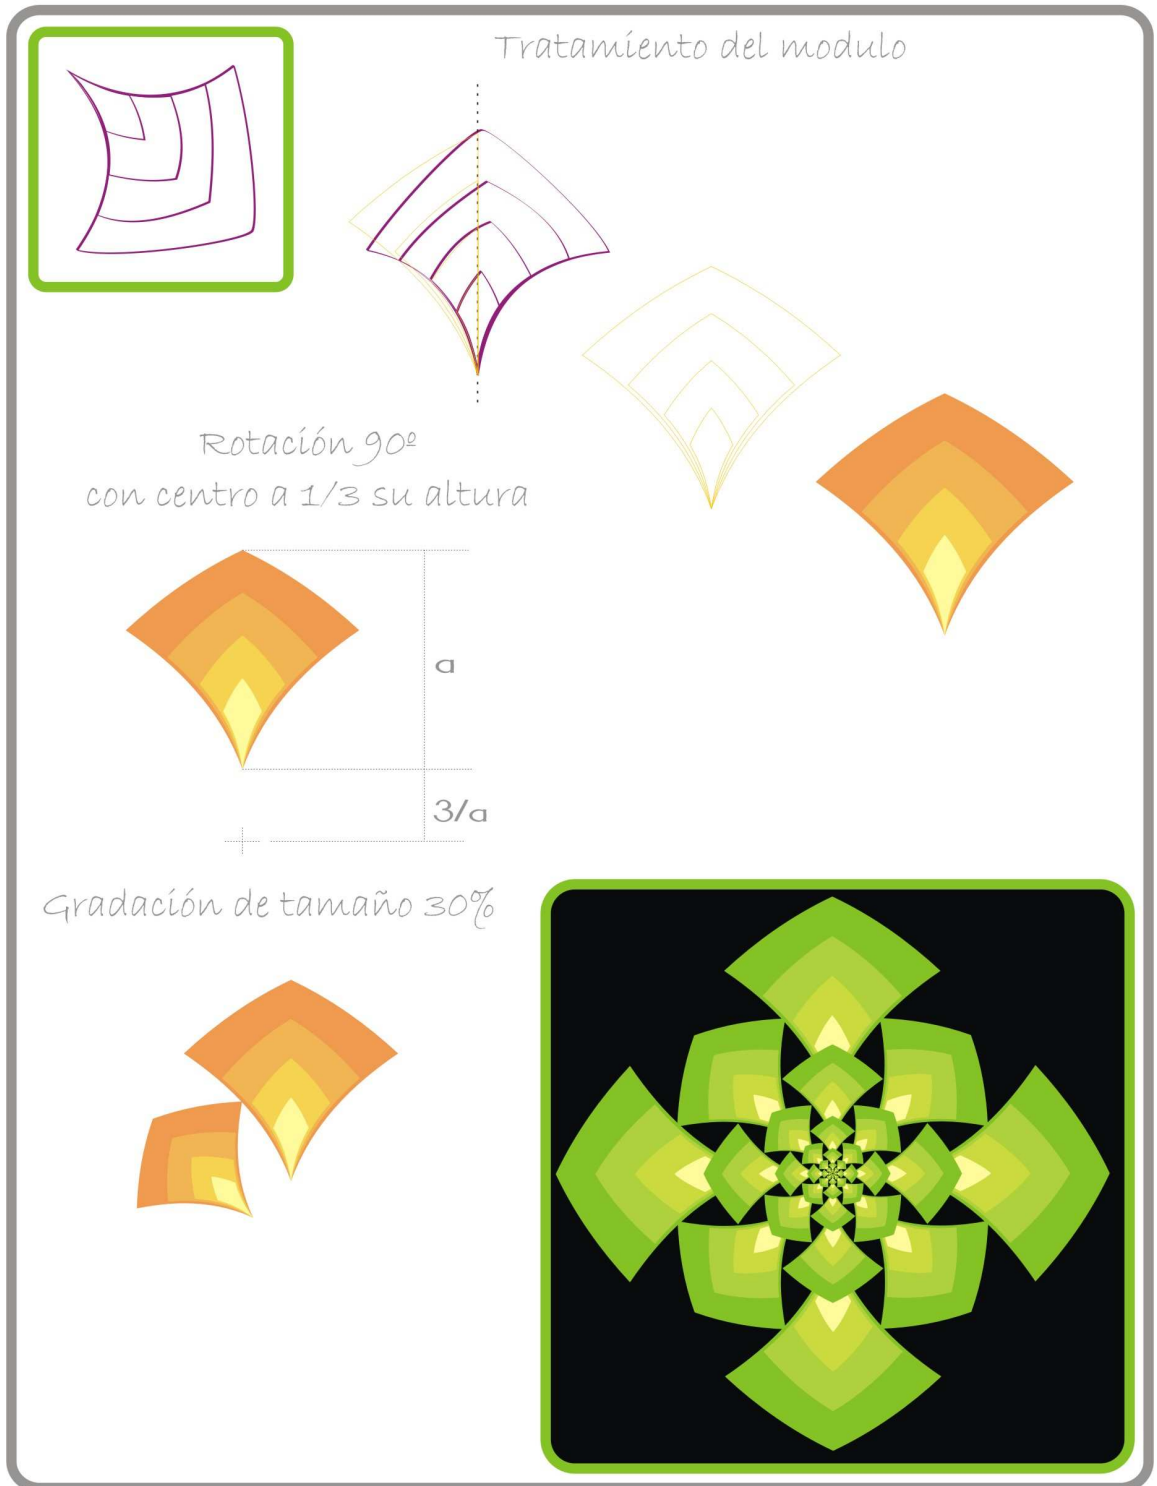 Tratamiento del modulo
Rotación 90º
con centro a 1/3 su altura
a
3/a
Gradación de tamaño 30%